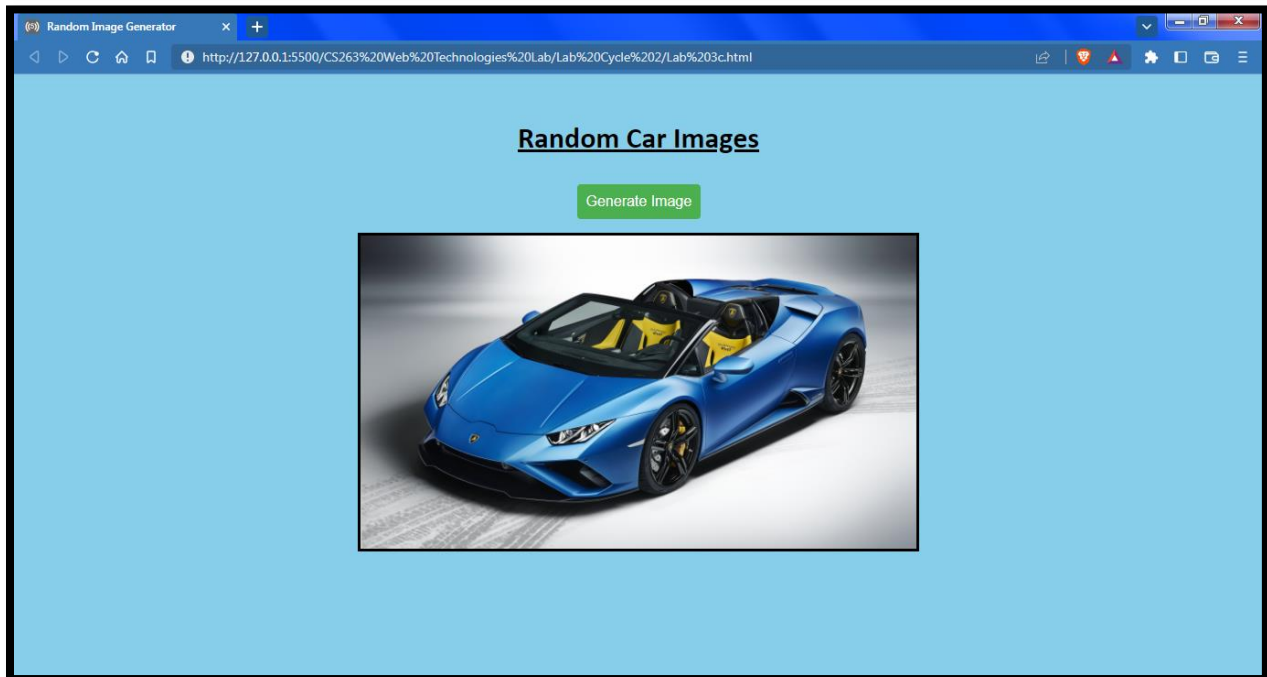 Random Image Generator
http://127.0.0.1:5500/CS263%20Web%20Technologies%20Lab/Lab%20Cycle%202/Lab%203c.html
Random Car Images
Generate Image